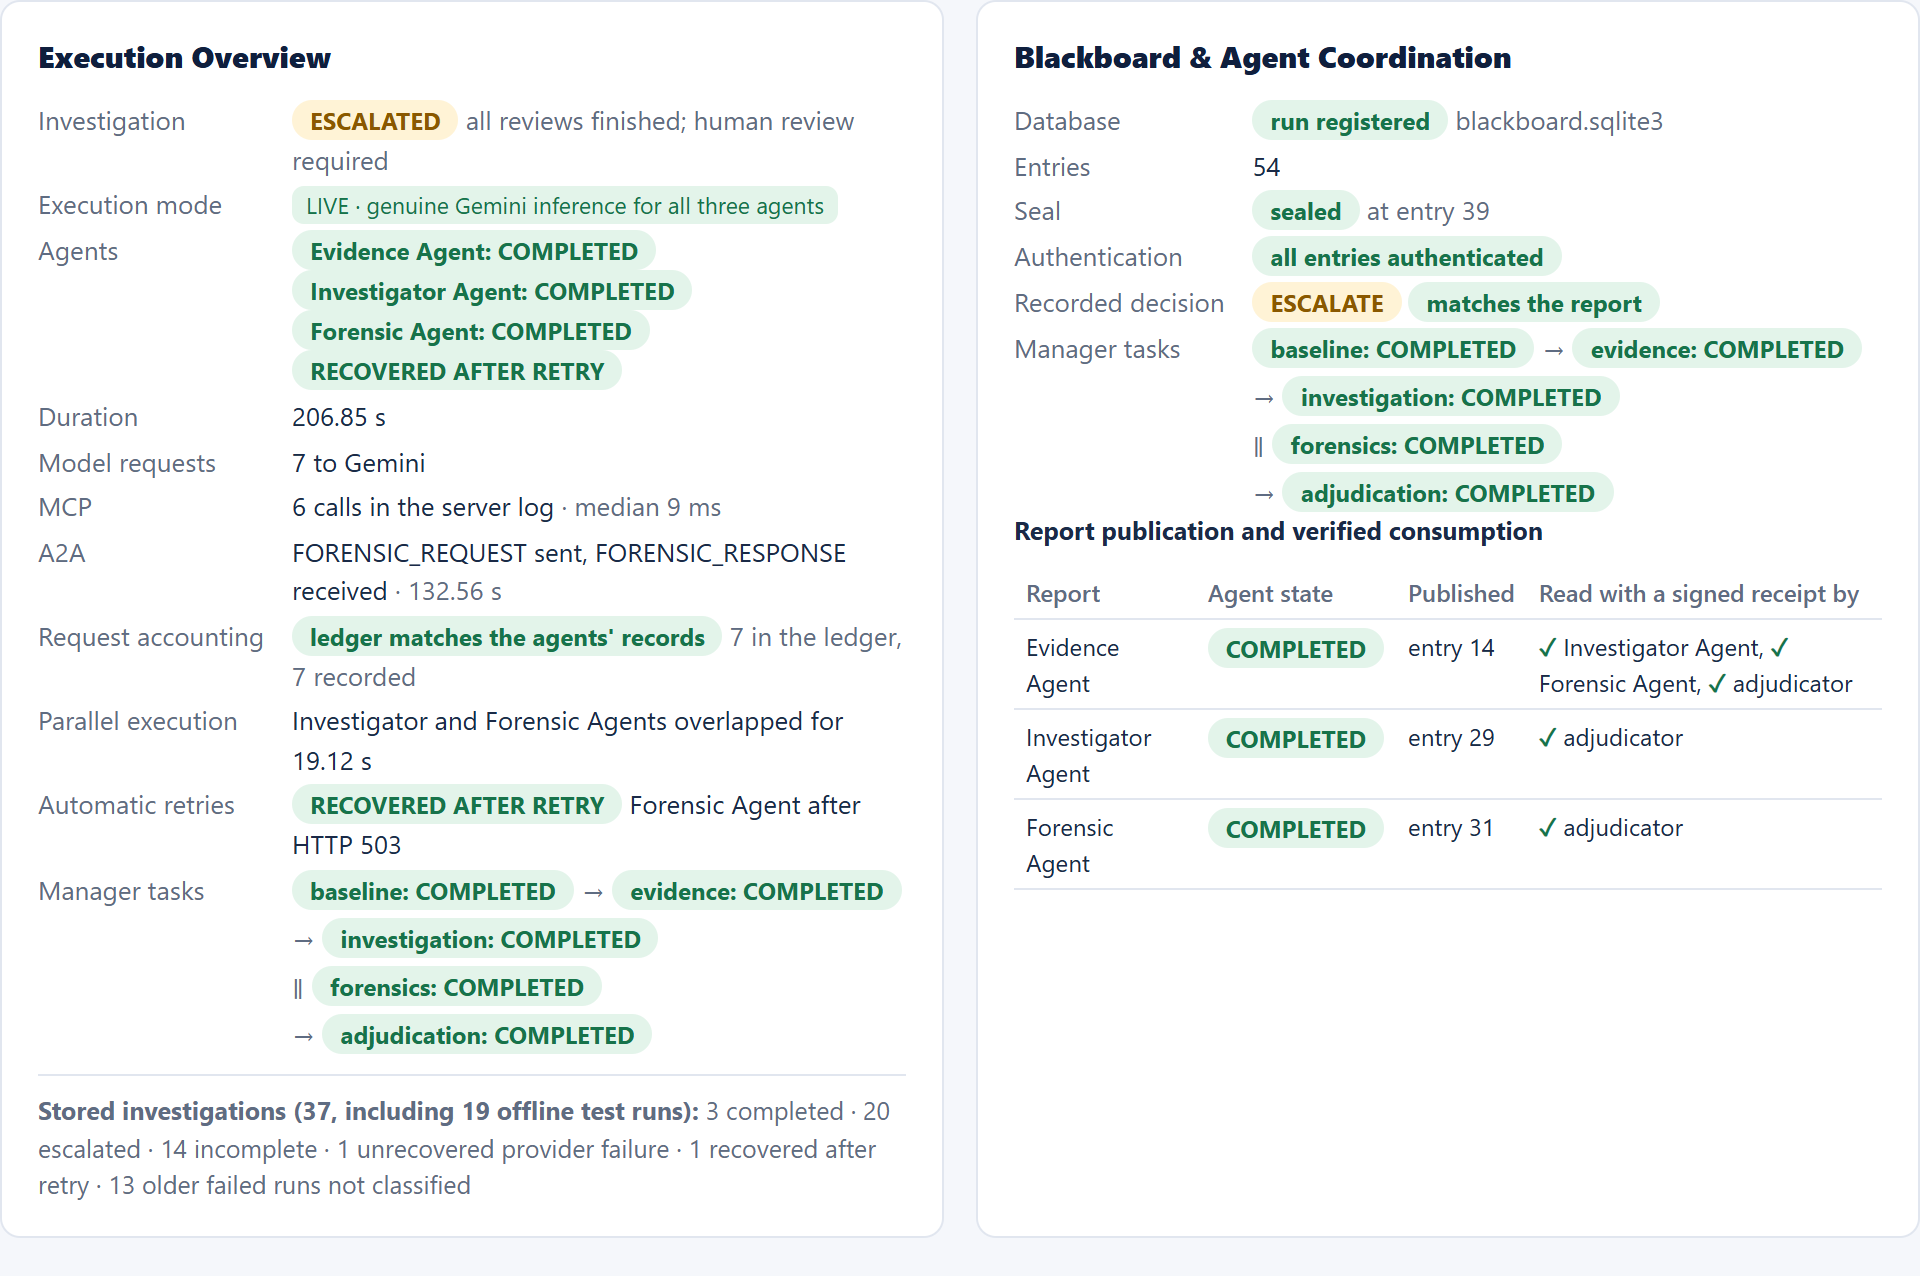 Execution Overview
Investigation ESCALATED all reviews finished; human review
required
Execution mode LIVE · genuine Gemini inference for all three agents
Agents Evidence Agent: COMPLETED
Investigator Agent: COMPLETED
Forensic Agent: COMPLETED
RECOVERED AFTER RETRY
Duration 206.85 s
Model requests 7 to Gemini
MCP 6 calls in the server log · median 9 ms
A2A FORENSIC_REQUEST sent, FORENSIC_RESPONSE
received · 132.56 s
Request accounting ledger matches the agents' records 7 in the ledger,
7 recorded
Parallel execution Investigator and Forensic Agents overlapped for
19.12 s
Automatic retries RECOVERED AFTER RETRY Forensic Agent after
HTTP 503
Manager tasks baseline: COMPLETED → evidence: COMPLETED
→ investigation: COMPLETED
|| forensics: COMPLETED
→ adjudication: COMPLETED
Stored investigations (37, including 19 offline test runs): 3 completed · 20
escalated · 14 incomplete · 1 unrecovered provider failure · 1 recovered after
retry · 13 older failed runs not classified
Blackboard & Agent Coordination
Database run registered blackboard.sqlite3
Entries 54
Seal sealed at entry 39
Authentication all entries authenticated
Recorded decision ESCALATE matches the report
Manager tasks baseline: COMPLETED → evidence: COMPLETED
→ investigation: COMPLETED
|| forensics: COMPLETED
→ adjudication: COMPLETED
Report publication and verified consumption
Report Agent state Published Read with a signed receipt by
Evidence COMPLETED entry 14 ✓ Investigator Agent, ✓
Agent Forensic Agent, ✓ adjudicator
Investigator COMPLETED entry 29 ✓ adjudicator
Agent
Forensic COMPLETED entry 31 ✓ adjudicator
Agent